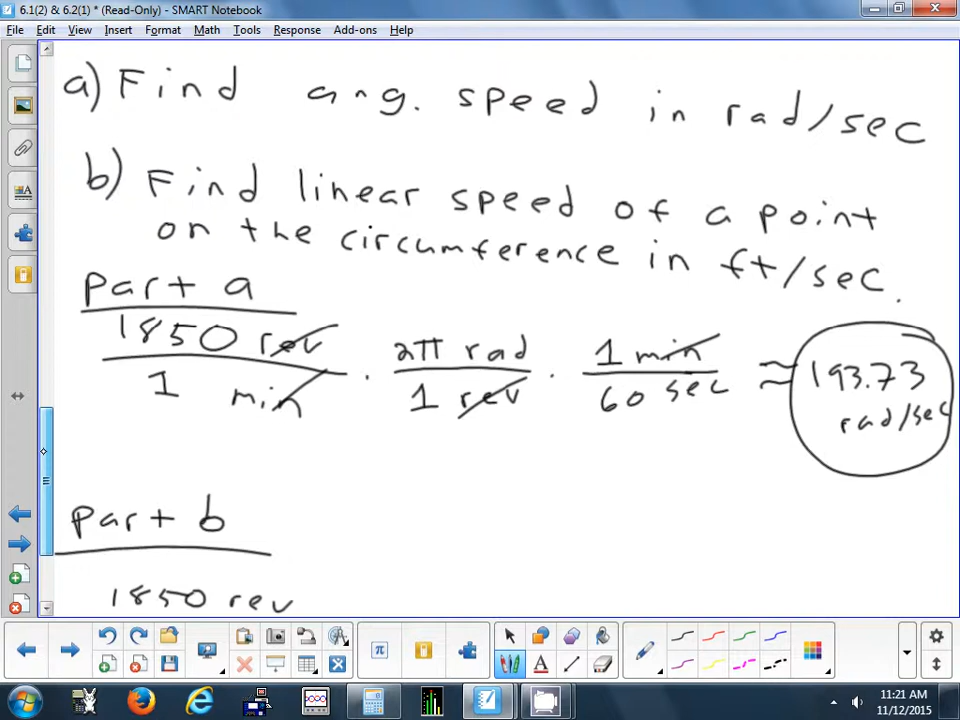 6.1(2) & 6.2(1) * (Read-Only) - SMART Notebook
File Edit View Insert Format Math Tools Response Add-ons Help
a) Find ang. speed in rad/sec
b) Find linear speed of a point
on the circumference in ft/sec.
part a
1850 rev / 1 min · 2π rad / 1 rev · 1 min / 60 sec ≈ 193.73
rad/sec
part b
1850 rev
11:21 AM
11/12/2015